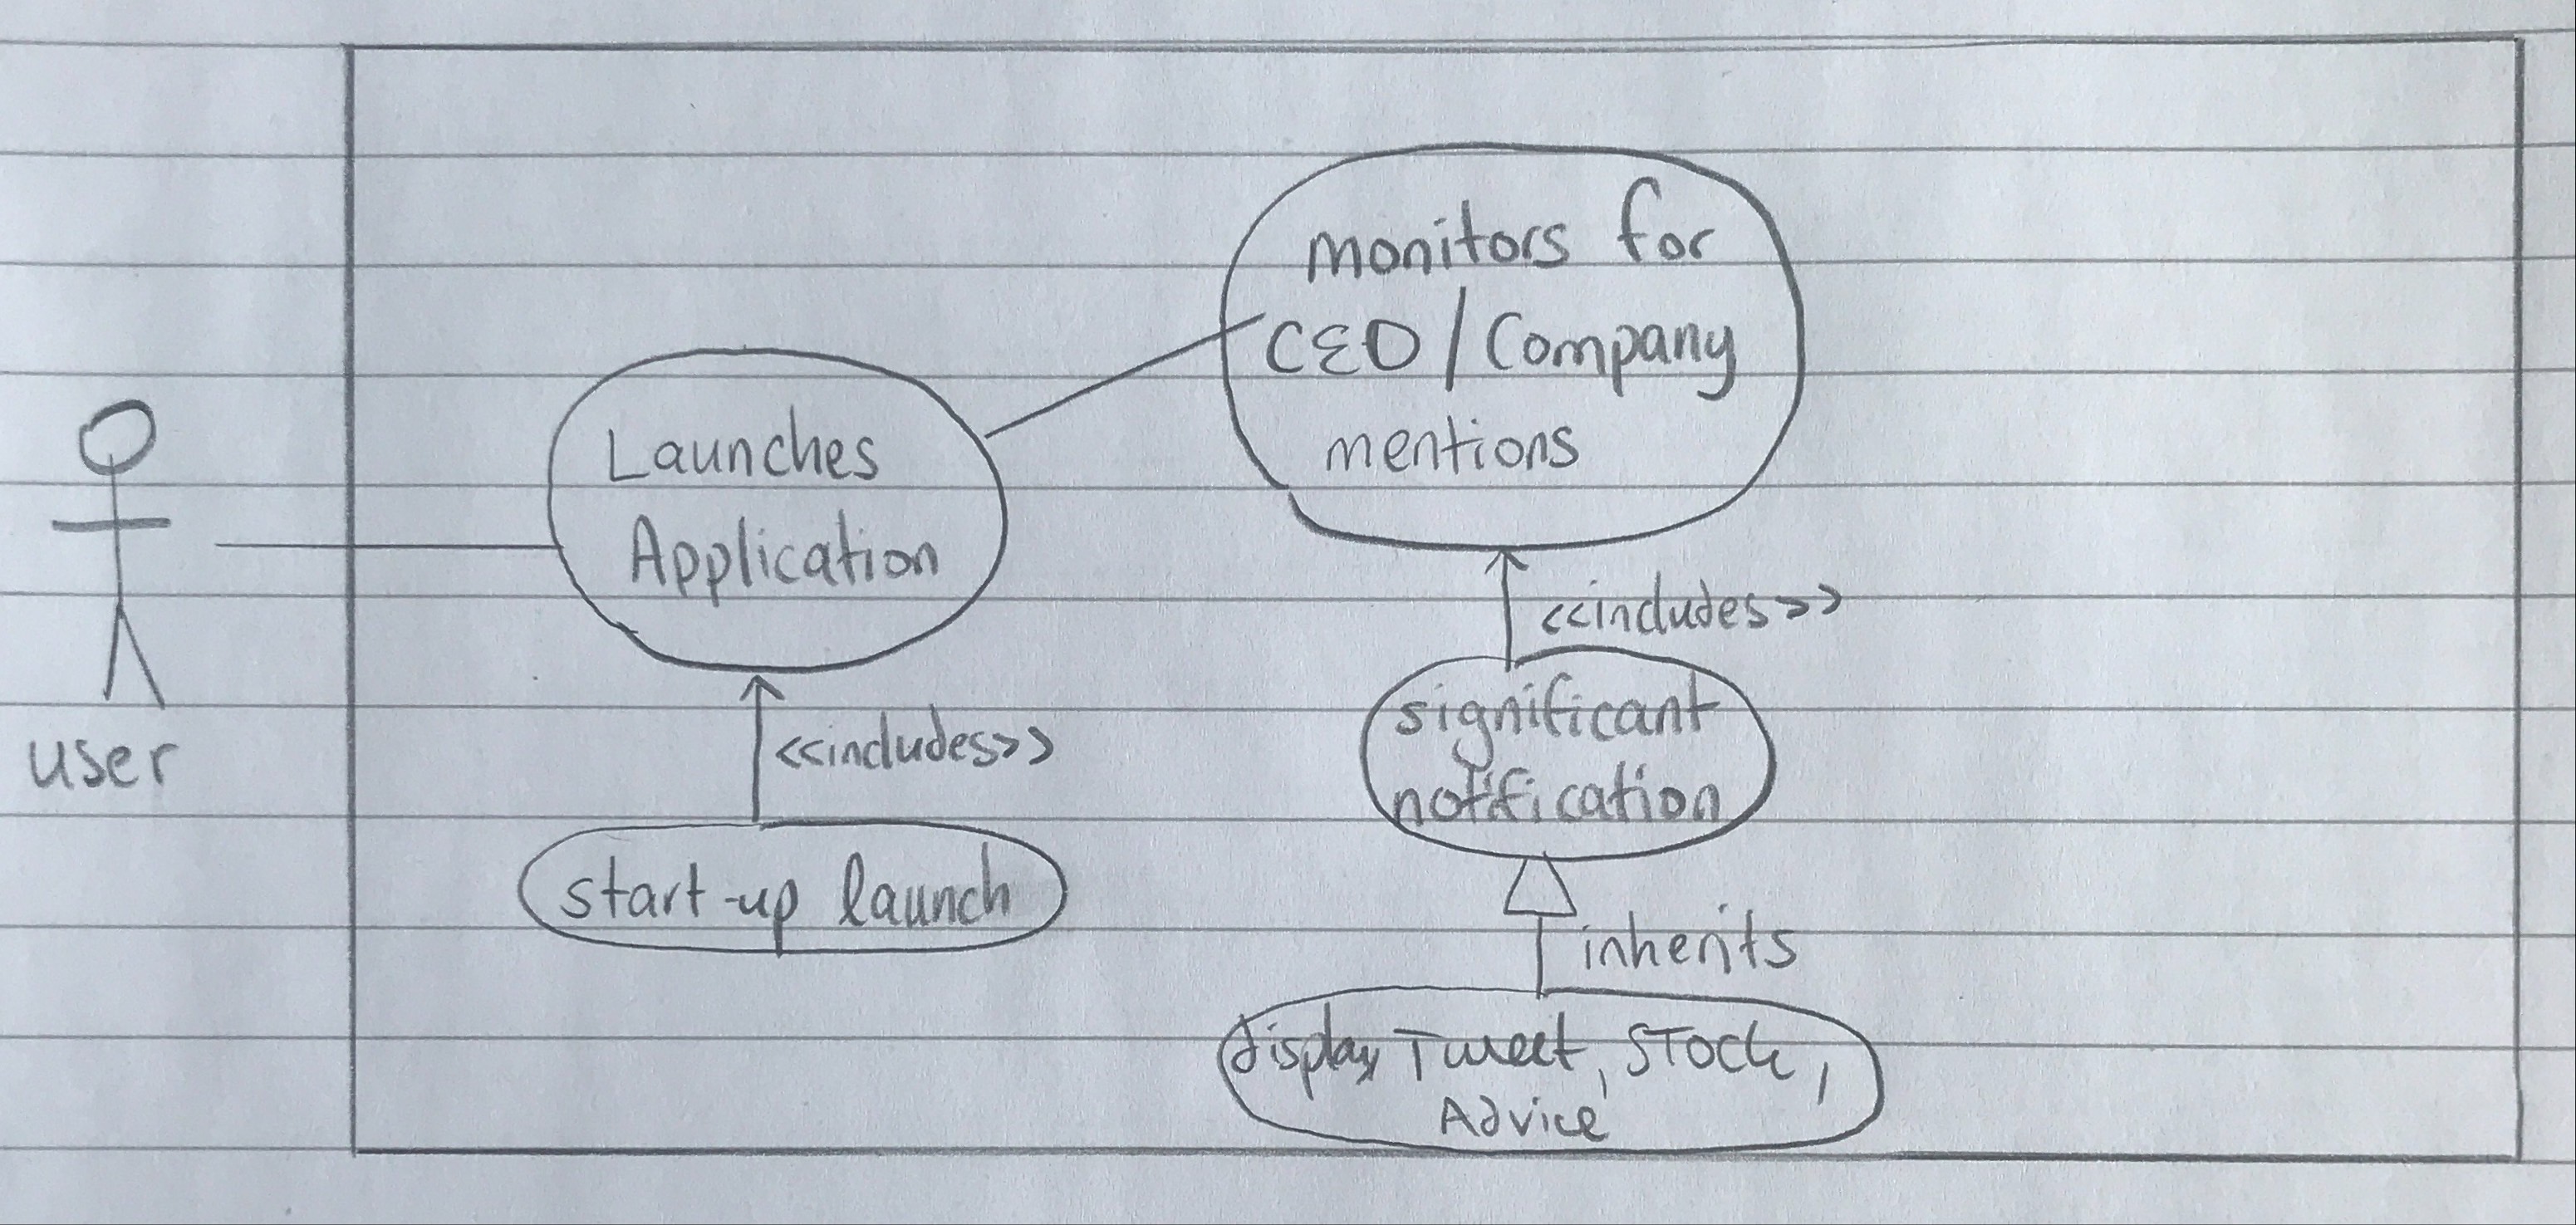 monitors for
CEO/Company
mentions
Launches
Application
user
<<includes>>
<<includes>>
significant
notification
start-up launch
inherits
display Tweet, STOCK,
Advice